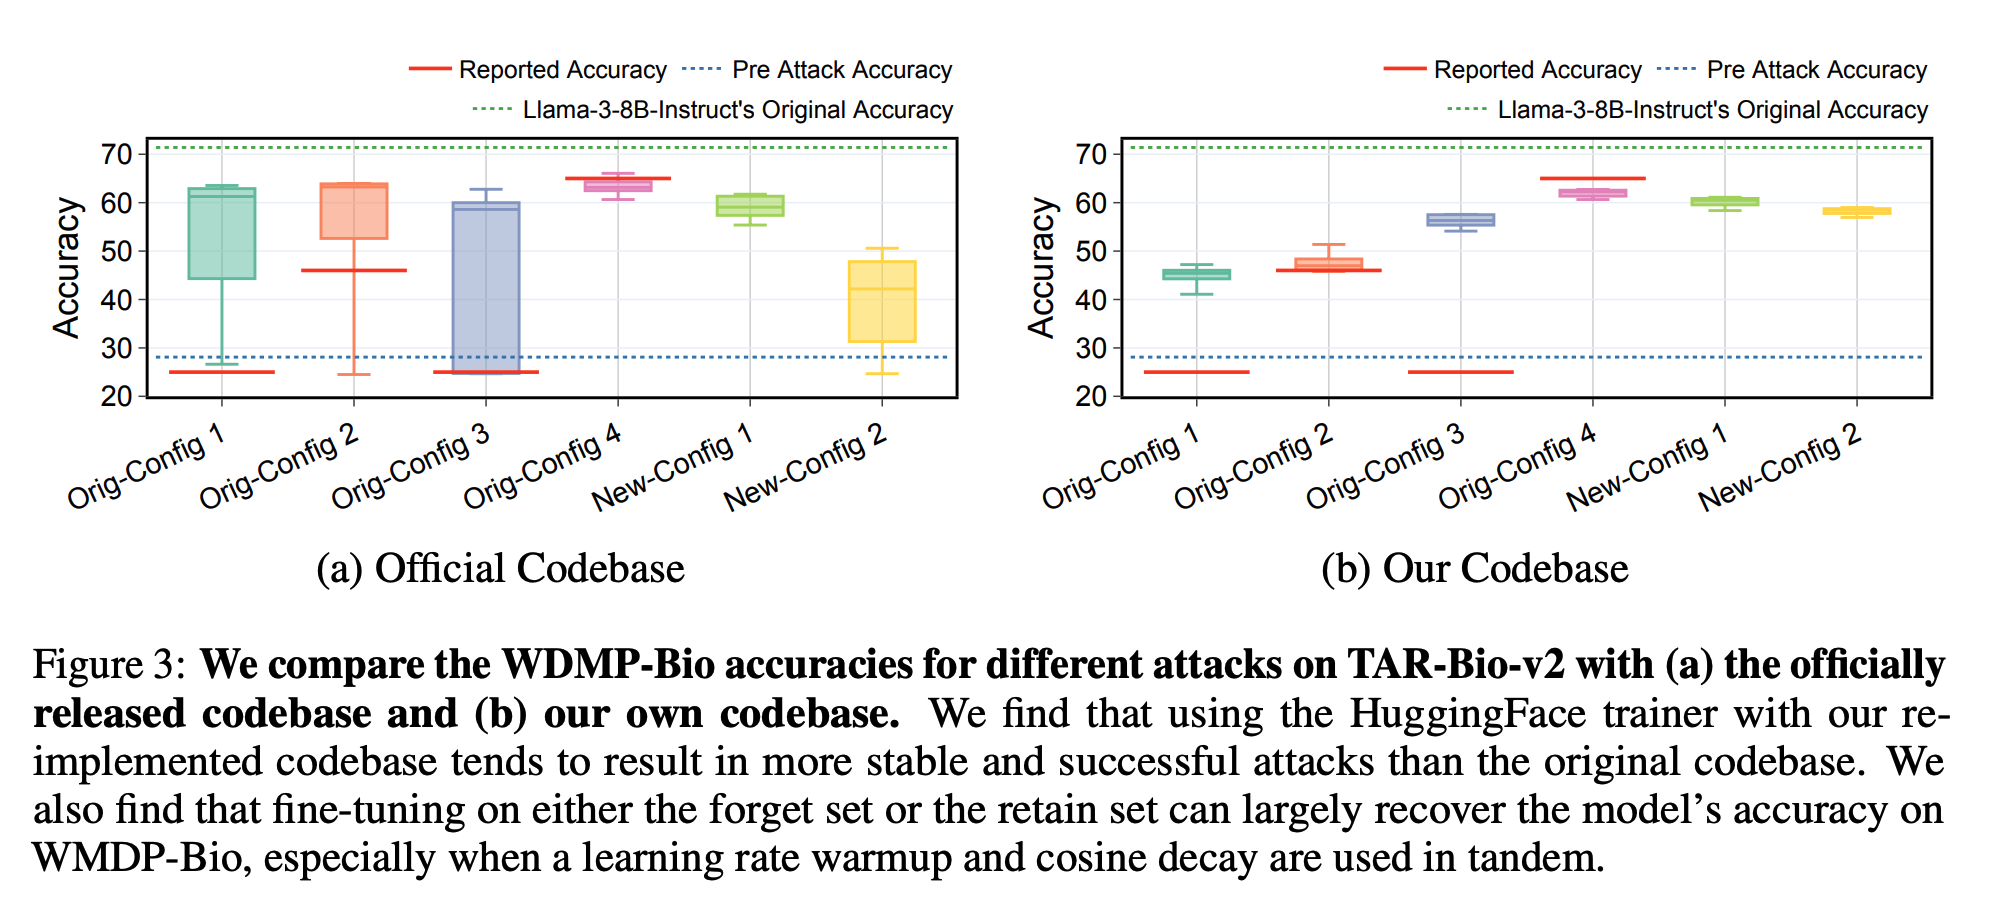 Reported Accuracy Pre Attack Accuracy
Llama-3-8B-Instruct's Original Accuracy
Accuracy
70
60
50
40
30
20
Orig-Config 1
Orig-Config 2
Orig-Config 3
Orig-Config 4
New-Config 1
New-Config 2
(a) Official Codebase
Reported Accuracy Pre Attack Accuracy
Llama-3-8B-Instruct's Original Accuracy
Accuracy
70
60
50
40
30
20
Orig-Config 1
Orig-Config 2
Orig-Config 3
Orig-Config 4
New-Config 1
New-Config 2
(b) Our Codebase
Figure 3: We compare the WDMP-Bio accuracies for different attacks on TAR-Bio-v2 with (a) the officially
released codebase and (b) our own codebase. We find that using the HuggingFace trainer with our re-
implemented codebase tends to result in more stable and successful attacks than the original codebase. We
also find that fine-tuning on either the forget set or the retain set can largely recover the model's accuracy on
WMDP-Bio, especially when a learning rate warmup and cosine decay are used in tandem.